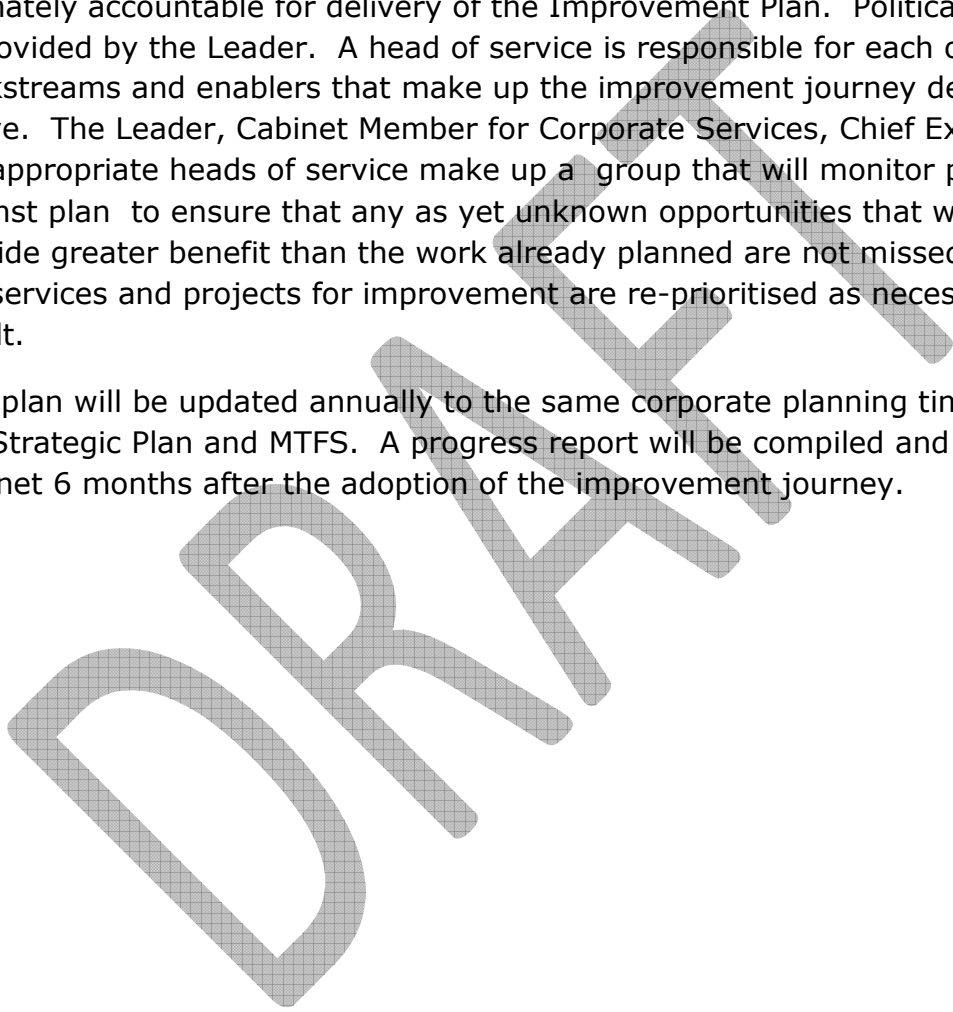 nately accountable for delivery of the Improvement Plan.  Politica
ovided by the Leader.  A head of service is responsible for each o
kstreams and enablers that make up the improvement journey de
ve.  The Leader, Cabinet Member for Corporate Services, Chief Ex
appropriate heads of service make up a  group that will monitor p
nst plan  to ensure that any as yet unknown opportunities that w
ide greater benefit than the work already planned are not missed
services and projects for improvement are re-prioritised as neces
lt.
plan will be updated annually to the same corporate planning tim
Strategic Plan and MTFS.  A progress report will be compiled and
net 6 months after the adoption of the improvement journey.
DRAFT